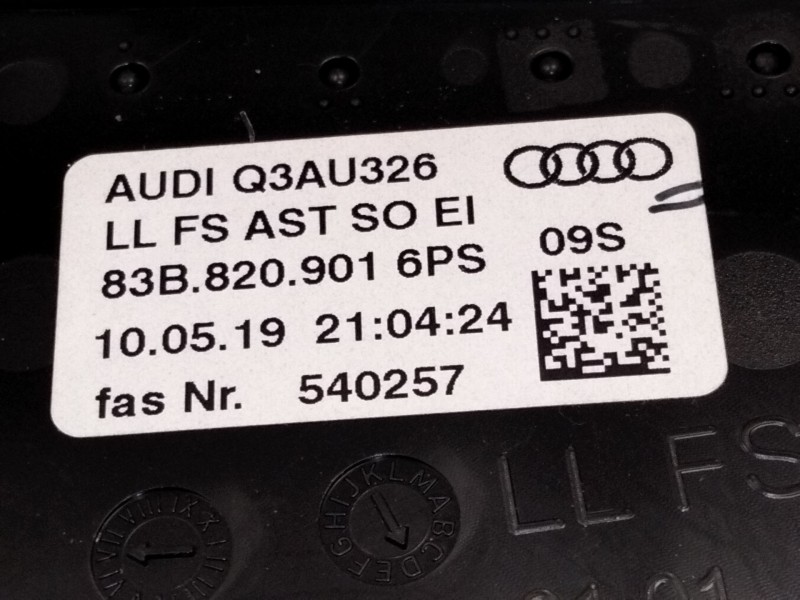 AUDI Q3AU326
LL FS AST SO EI
83B.820.901 6PS
09S
10.05.19 21:04:24
fas Nr. 540257
GHIJKLMABCDEF
LL FS